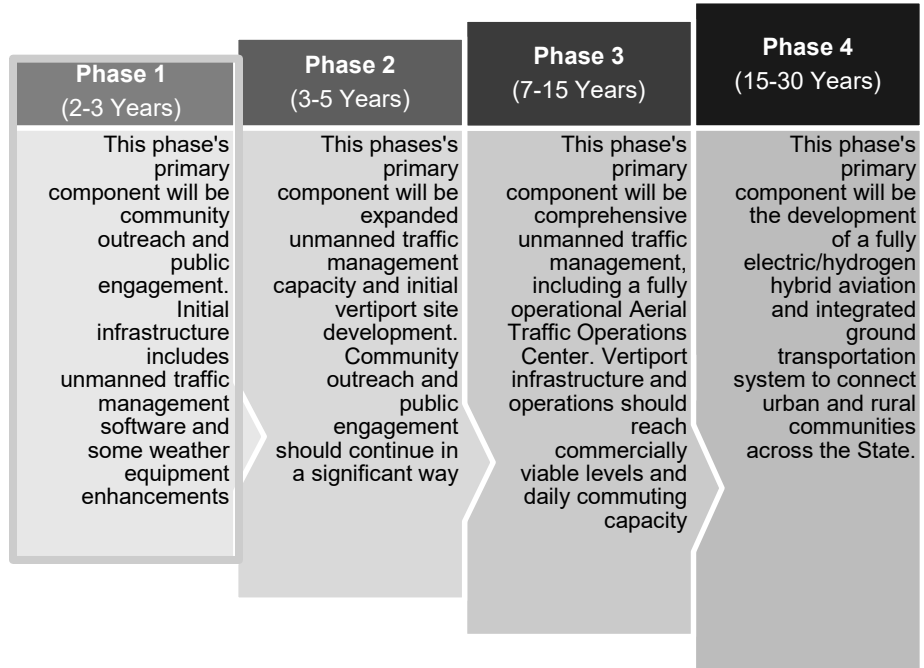 Phase 1
(2-3 Years)
This phase's
primary
component will be
community
outreach and
public
engagement.
Initial
infrastructure
includes
unmanned traffic
management
software and
some weather
equipment
enhancements
Phase 2
(3-5 Years)
This phases's
primary
component will be
expanded
unmanned traffic
management
capacity and initial
vertiport site
development.
Community
outreach and
public
engagement
should continue in
a significant way
Phase 3
(7-15 Years)
This phase's
primary
component will be
comprehensive
unmanned traffic
management,
including a fully
operational Aerial
Traffic Operations
Center. Vertiport
infrastructure and
operations should
reach
commercially
viable levels and
daily commuting
capacity
Phase 4
(15-30 Years)
This phase's
primary
component will be
the development
of a fully
electric/hydrogen
hybrid aviation
and integrated
ground
transportation
system to connect
urban and rural
communities
across the State.